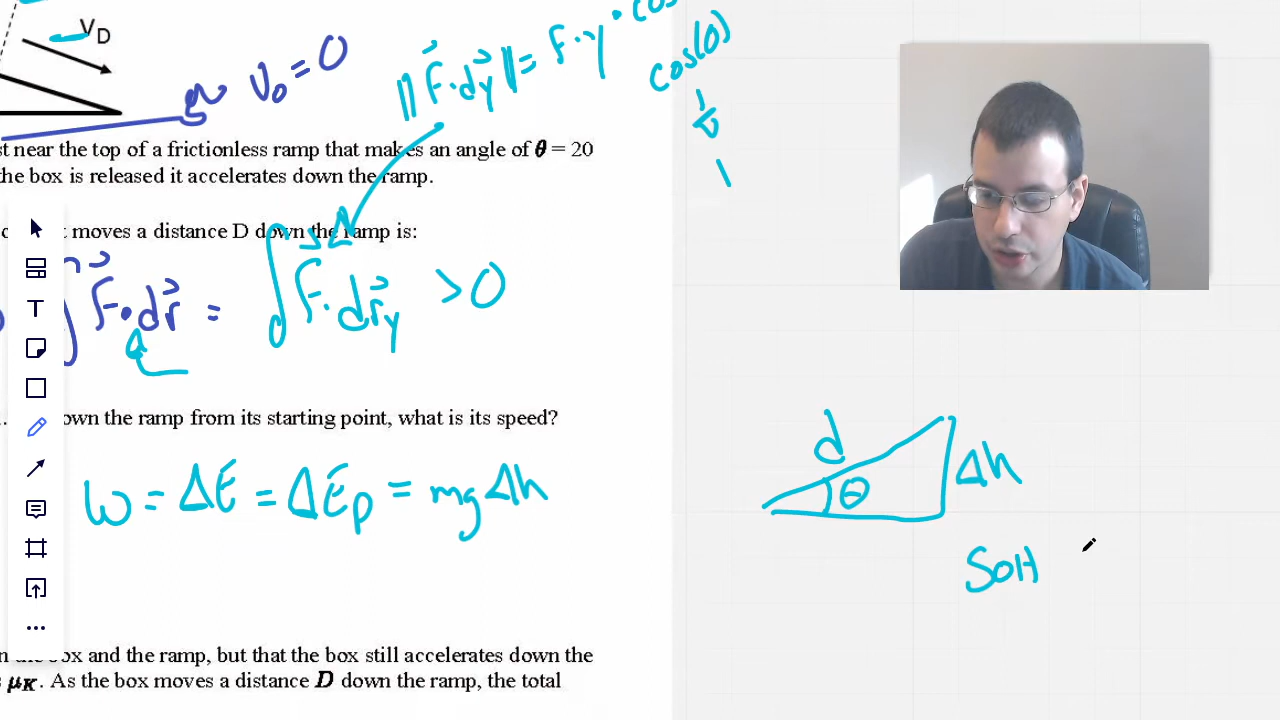 V_D
V₀ = 0
||F⃗·dy⃗|| = F·y·cos
cos(0)
1
st near the top of a frictionless ramp that makes an angle of θ = 20
the box is released it accelerates down the ramp.
t moves a distance D down the ramp is:
∫ F·dr⃗ = ∫ F⃗·dr⃗_y > 0
own the ramp from its starting point, what is its speed?
W = ΔE = ΔE_p = mgΔh
d
θ
Δh
SOH
box and the ramp, but that the box still accelerates down the
μ_K. As the box moves a distance D down the ramp, the total
T